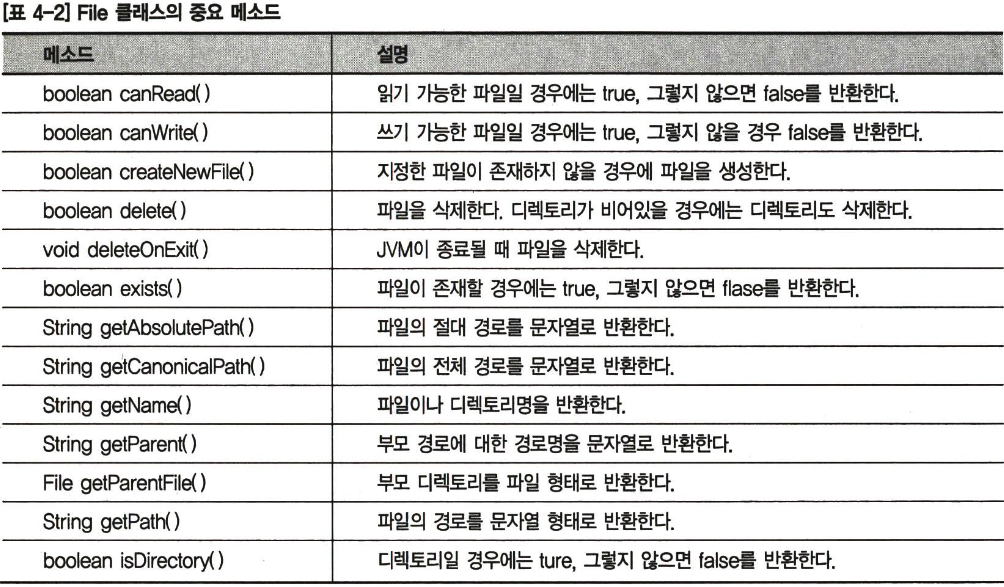 [표 4-2] File 클래스의 중요 메소드
메소드 설명
boolean canRead() 읽기 가능한 파일일 경우에는 true, 그렇지 않으면 false를 반환한다.
boolean canWrite() 쓰기 가능한 파일일 경우에는 true, 그렇지 않을 경우 false를 반환한다.
boolean createNewFile() 지정한 파일이 존재하지 않을 경우에 파일을 생성한다.
boolean delete() 파일을 삭제한다. 디렉토리가 비어있을 경우에는 디렉토리도 삭제한다.
void deleteOnExit() JVM이 종료될 때 파일을 삭제한다.
boolean exists() 파일이 존재할 경우에는 true, 그렇지 않으면 flase를 반환한다.
String getAbsolutePath() 파일의 절대 경로를 문자열로 반환한다.
String getCanonicalPath() 파일의 전체 경로를 문자열로 반환한다.
String getName() 파일이나 디렉토리명을 반환한다.
String getParent() 부모 경로에 대한 경로명을 문자열로 반환한다.
File getParentFile() 부모 디렉토리를 파일 형태로 반환한다.
String getPath() 파일의 경로를 문자열 형태로 반환한다.
boolean isDirectory() 디렉토리일 경우에는 ture, 그렇지 않으면 false를 반환한다.